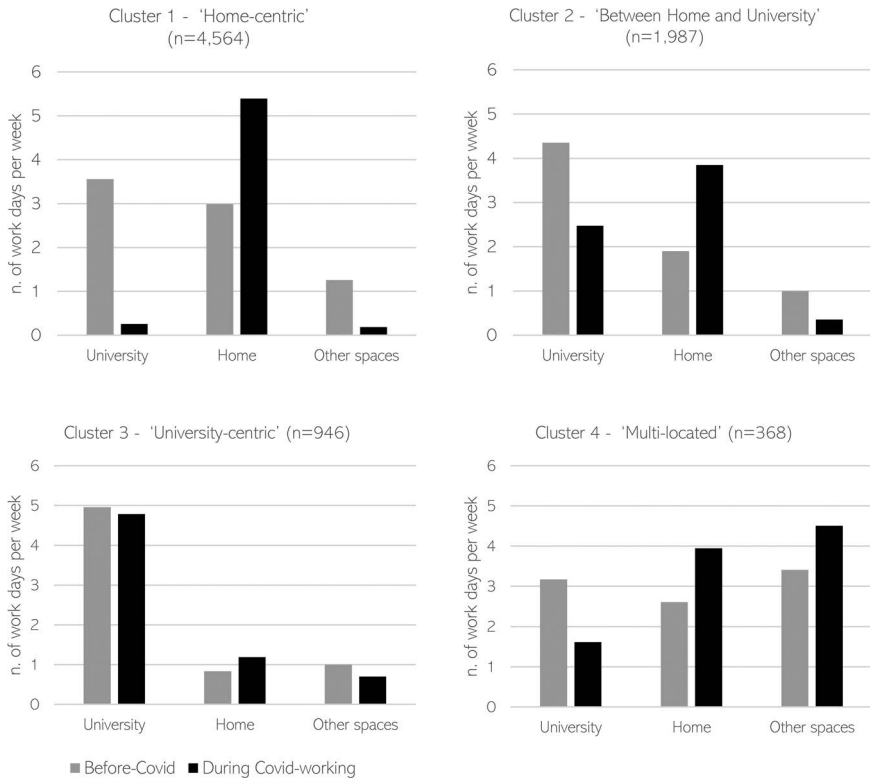 Cluster 1 - 'Home-centric'
(n=4,564)
n. of work days per week
6
5
4
3
2
1
0
University Home Other spaces
Cluster 2 - 'Between Home and University'
(n=1,987)
n. of work days per wwek
6
5
4
3
2
1
0
University Home Other spaces
Cluster 3 - 'University-centric' (n=946)
n. of work days per week
6
5
4
3
2
1
0
University Home Other spaces
Cluster 4 - 'Multi-located' (n=368)
n. of work days per week
6
5
4
3
2
1
0
University Home Other spaces
Before-Covid During Covid-working